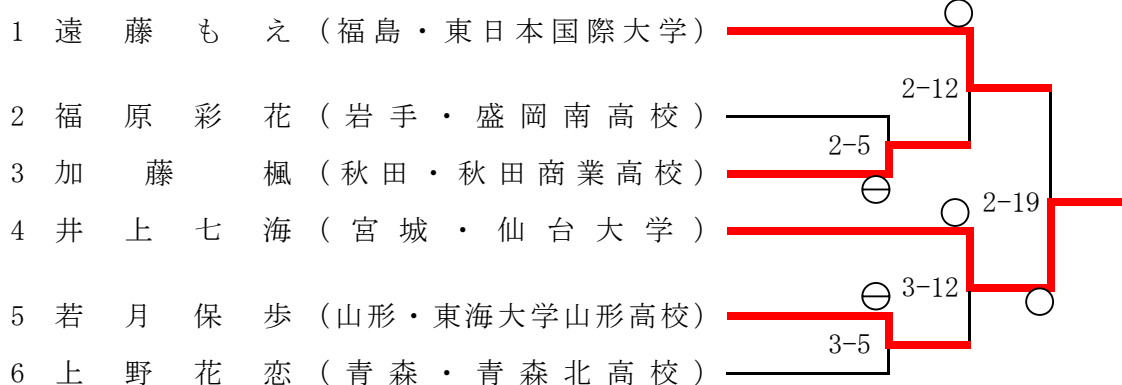 1 遠藤もえ (福島・東日本国際大学)
2-12
2 福原彩花 (岩手・盛岡南高校)
2-5
3 加藤楓 (秋田・秋田商業高校)
2-19
4 井上七海 (宮城・仙台大学)
3-12
5 若月保歩 (山形・東海大学山形高校)
3-5
6 上野花恋 (青森・青森北高校)